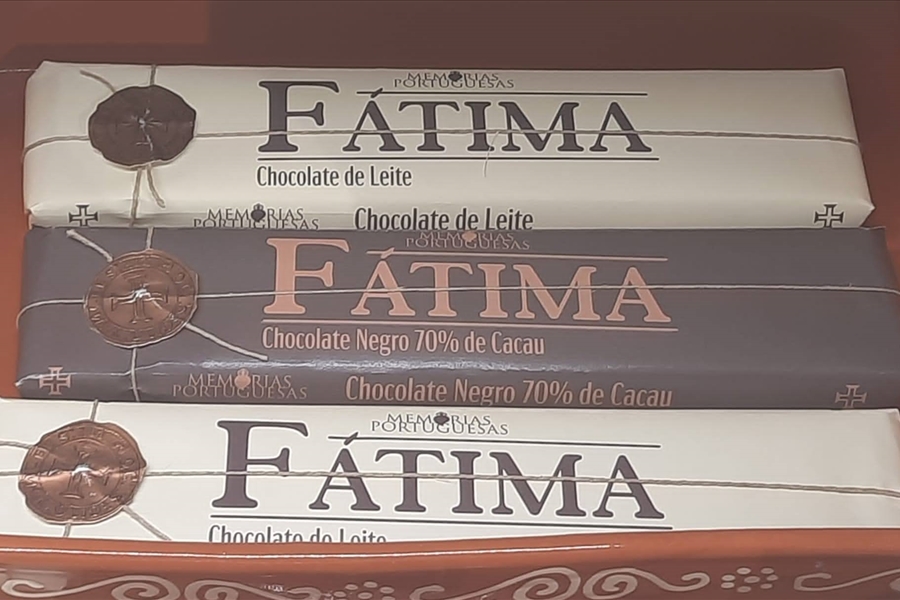 MEMÓRIAS
PORTUGUESAS
FÁTIMA
Chocolate de Leite
MEMÓRIAS
PORTUGUESAS
Chocolate de Leite
MEMÓRIAS
PORTUGUESAS
FÁTIMA
Chocolate Negro 70% de Cacau
MEMÓRIAS
PORTUGUESAS
Chocolate Negro 70% de Cacau
MEMÓRIAS
PORTUGUESAS
FÁTIMA
Chocolate de Leite